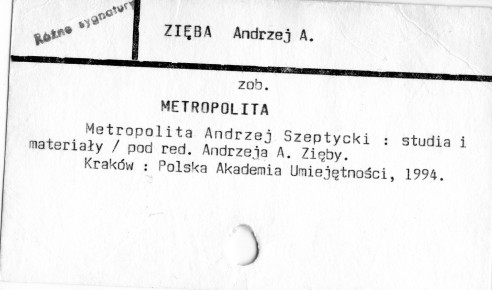 Różne sygnatury
ZIĘBA Andrzej A.
zob.
METROPOLITA
Metropolita Andrzej Szeptycki : studia i
materiały / pod red. Andrzeja A. Zięby.
Kraków : Polska Akademia Umiejętności, 1994.